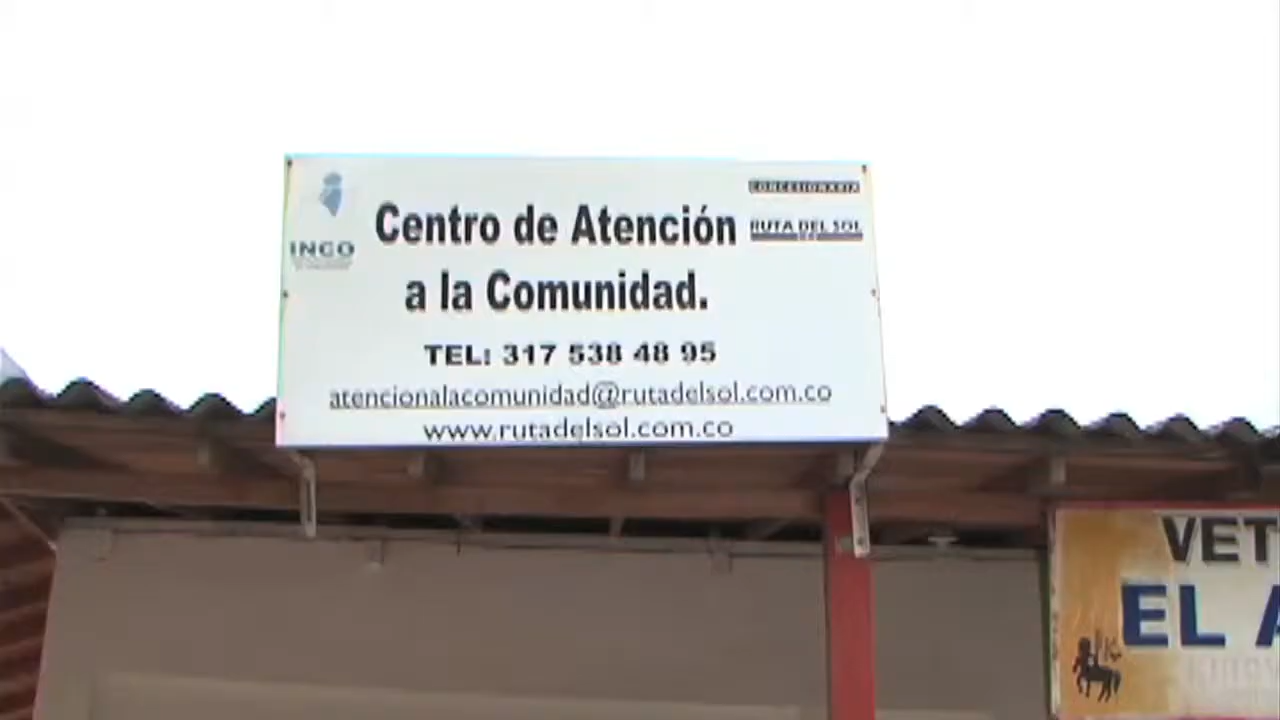 INCO
Centro de Atención
a la Comunidad.
CONCESIONARIA
RUTA DEL SOL
TEL: 317 538 48 95
atencionalacomunidad@rutadelsol.com.co
www.rutadelsol.com.co
VET
EL A